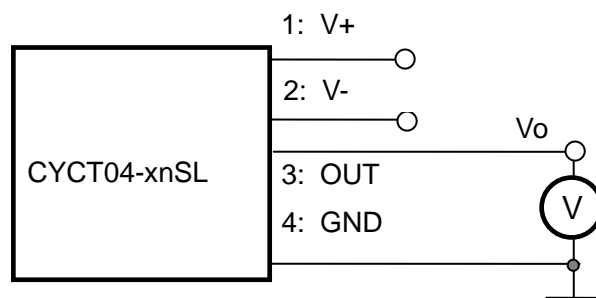 1: V+
2: V-
Vo
CYCT04-xnSL
3: OUT
V
4: GND